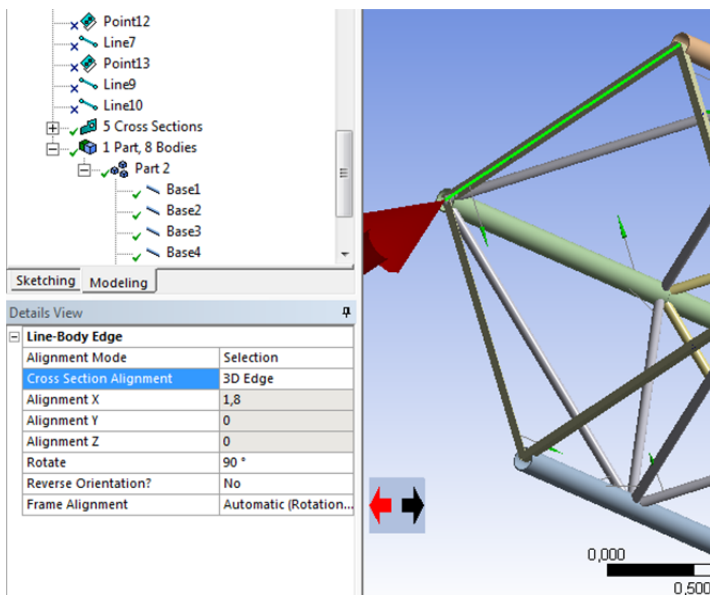 Point12
Line7
Point13
Line9
Line10
5 Cross Sections
1 Part, 8 Bodies
Part 2
Base1
Base2
Base3
Base4
Sketching Modeling
Details View
Line-Body Edge
Alignment Mode Selection
Cross Section Alignment 3D Edge
Alignment X 1,8
Alignment Y 0
Alignment Z 0
Rotate 90 °
Reverse Orientation? No
Frame Alignment Automatic (Rotation...
0,000
0,500